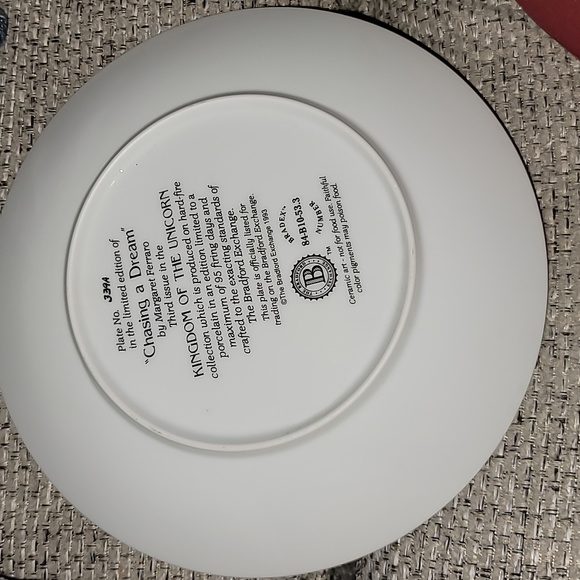 Plate No. 339A
in the limited edition of
"Chasing a Dream"
by Margaret Ferraro
Third issue in the
KINGDOM OF THE UNICORN
collection which is produced on hard-fire
porcelain in an edition limited to a
maximum of 95 firing days and
crafted to the exacting standards of
The Bradford Exchange.
This plate is officially listed for
trading on the Bradford Exchange.
©The Bradford Exchange 1993
BRADEX™
84-B10-53.3
NUMBER
B
™
Ceramic art - not for food use. Faithful
color pigments may poison food.